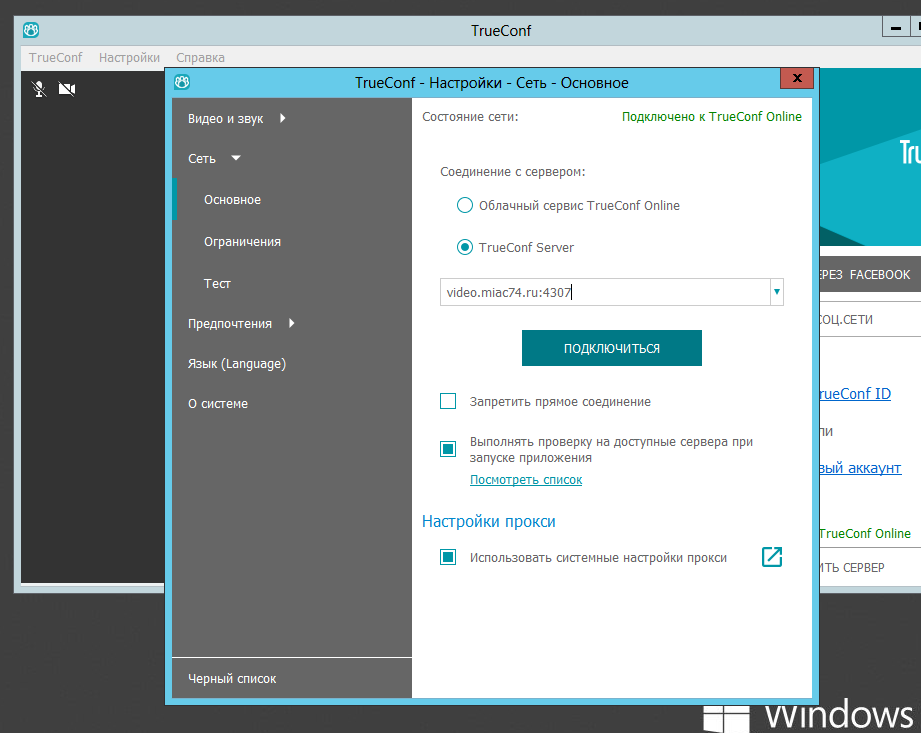 TrueConf
TrueConf Настройки Справка
TrueConf - Настройки - Сеть - Основное
x
Видео и звук
Сеть
Основное
Ограничения
Тест
Предпочтения
Язык (Language)
О системе
Черный список
Состояние сети: Подключено к TrueConf Online
Соединение с сервером:
Облачный сервис TrueConf Online
TrueConf Server
video.miac74.ru:4307
ПОДКЛЮЧИТЬСЯ
Запретить прямое соединение
Выполнять проверку на доступные сервера при
запуске приложения
Посмотреть список
Настройки прокси
Использовать системные настройки прокси
Tru
ЕРЕЗ FACEBOOK
СОЦ.СЕТИ
rueConf ID
ли
вый аккаунт
TrueConf Online
ИТЬ СЕРВЕР
Windows